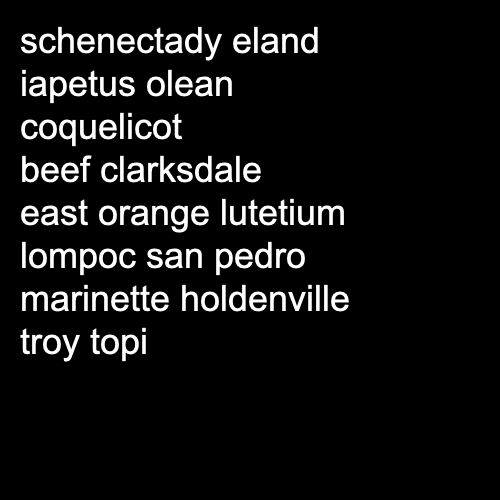 schenectady eland
iapetus olean
coquelicot
beef clarksdale
east orange lutetium
lompoc san pedro
marinette holdenville
troy topi